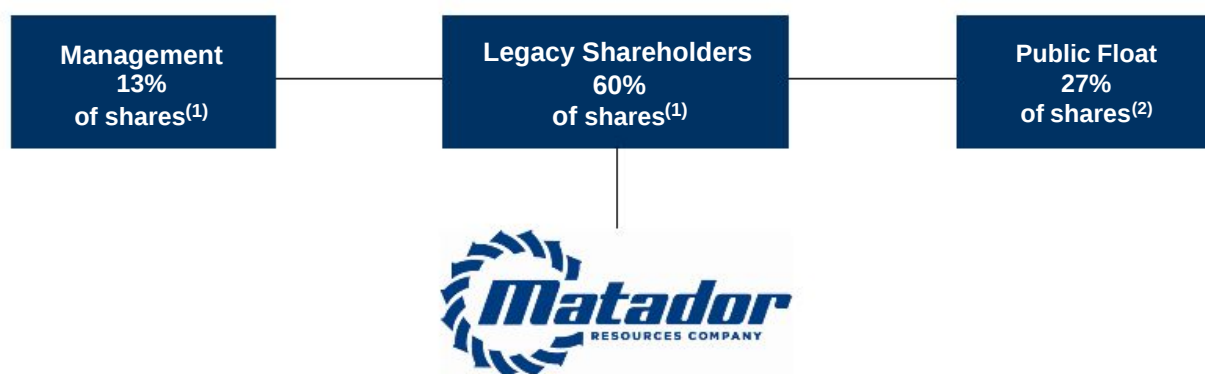 Management
13%
of shares(1)
Legacy Shareholders
60%
of shares(1)
Public Float
27%
of shares(2)
Matador
RESOURCES COMPANY